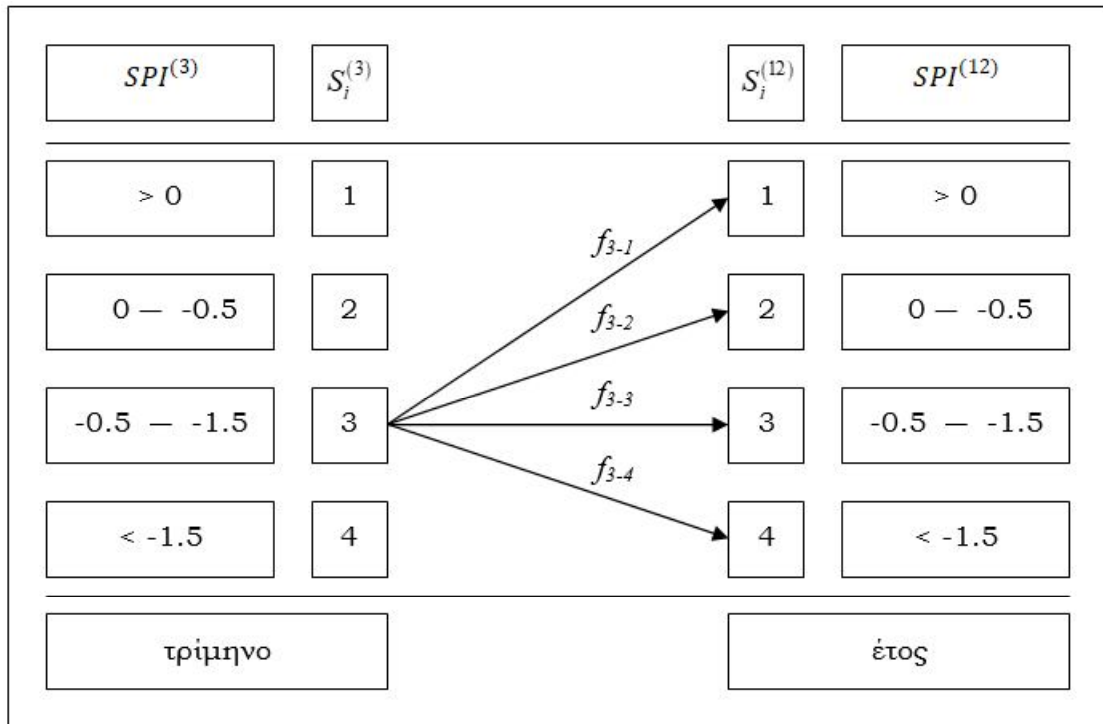 SPI^(3) S_i^(3) S_i^(12) SPI^(12)
> 0 1 1 > 0
f3-1
0 — -0.5 2 2 0 — -0.5
f3-2
f3-3
-0.5 — -1.5 3 3 -0.5 — -1.5
f3-4
< -1.5 4 4 < -1.5
τρίμηνο έτος